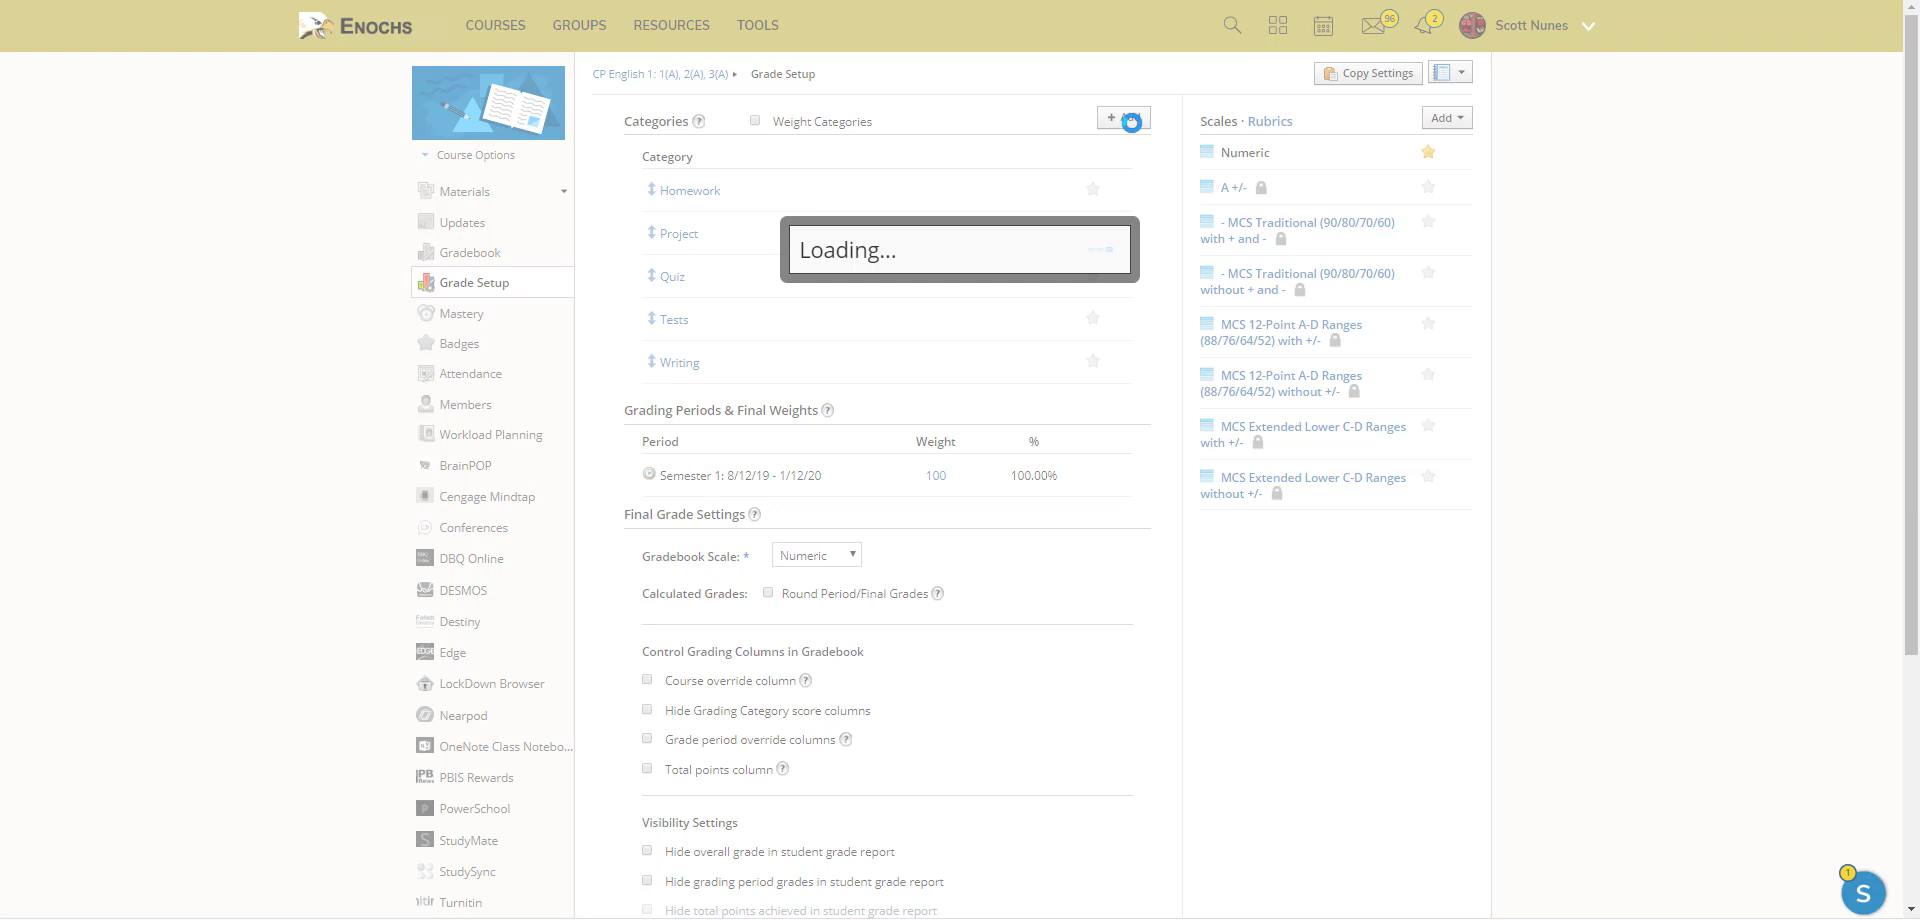 ENOCHS
COURSES
GROUPS
RESOURCES
TOOLS
96
2
Scott Nunes
CP English 1: 1(A), 2(A), 3(A)
Grade Setup
Copy Settings
Course Options
Materials
Updates
Gradebook
Grade Setup
Mastery
Badges
Attendance
Members
Workload Planning
BrainPOP
Cengage Mindtap
Conferences
DBQ Online
DESMOS
Destiny
Edge
LockDown Browser
Nearpod
OneNote Class Notebo...
PBIS Rewards
PowerSchool
StudyMate
StudySync
Turnitin
Categories ?
Weight Categories
Category
Homework
Project
Quiz
Tests
Writing
Loading...
Grading Periods & Final Weights ?
Period Weight %
Semester 1: 8/12/19 - 1/12/20 100 100.00%
Final Grade Settings ?
Gradebook Scale: * Numeric
Calculated Grades: Round Period/Final Grades ?
Control Grading Columns in Gradebook
Course override column ?
Hide Grading Category score columns
Grade period override columns ?
Total points column ?
Visibility Settings
Hide overall grade in student grade report
Hide grading period grades in student grade report
Hide total points achieved in student grade report
Scales · Rubrics
Add
Numeric
A +/-
- MCS Traditional (90/80/70/60)
with + and -
- MCS Traditional (90/80/70/60)
without + and -
MCS 12-Point A-D Ranges
(88/76/64/52) with +/-
MCS 12-Point A-D Ranges
(88/76/64/52) without +/-
MCS Extended Lower C-D Ranges
with +/-
MCS Extended Lower C-D Ranges
without +/-
1
S